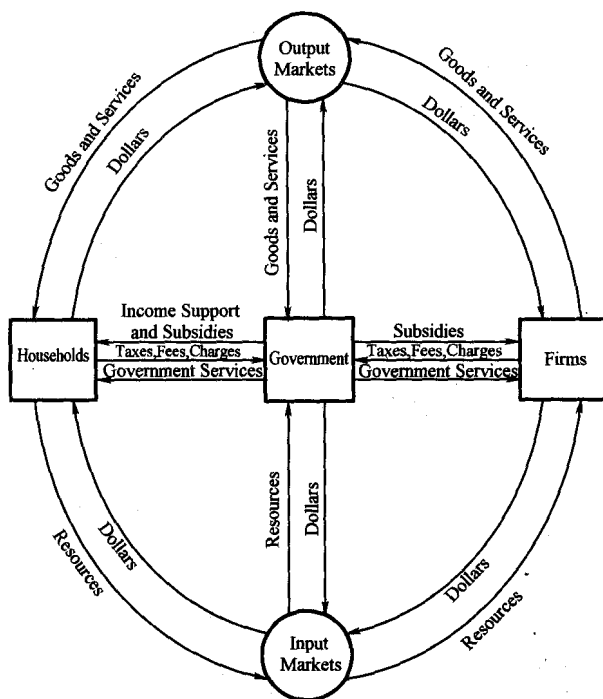 Output
Markets
Goods and Services
Dollars
Goods and Services
Dollars
Dollars
Goods and Services
Income Support
and Subsidies
Taxes,Fees,Charges
Government Services
Households
Government
Subsidies
Taxes,Fees,Charges
Government Services
Firms
Resources
Dollars
Resources
Dollars
Dollars
Resources
Input
Markets